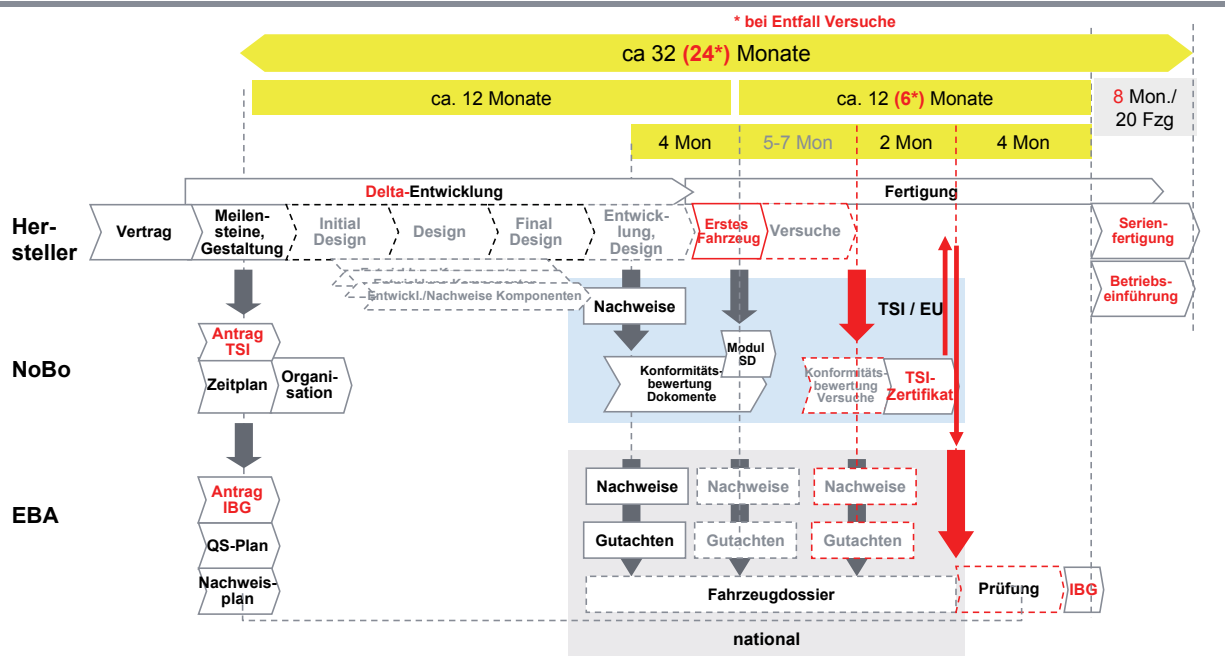 * bei Entfall Versuche
ca 32 (24*) Monate
ca. 12 Monate
ca. 12 (6*) Monate
8 Mon./
20 Fzg
4 Mon
5-7 Mon
2 Mon
4 Mon
Delta-Entwicklung
Fertigung
Her-
steller
Vertrag
Meilen-
steine,
Gestaltung
Initial
Design
Design
Final
Design
Entwick-
lung,
Design
Erstes
Fahrzeug
Versuche
Serien-
fertigung
Betriebs-
einführung
Entwickl./Nachweise Komponenten
Nachweise
TSI / EU
NoBo
Antrag
TSI
Zeitplan
Organi-
sation
Konformitäts-
bewertung
Dokumente
Modul
SD
Konformitäts-
bewertung
Versuche
TSI-
Zertifikat
EBA
Antrag
IBG
QS-Plan
Nachweis-
plan
Nachweise
Nachweise
Nachweise
Gutachten
Gutachten
Gutachten
Fahrzeugdossier
Prüfung
IBG
national